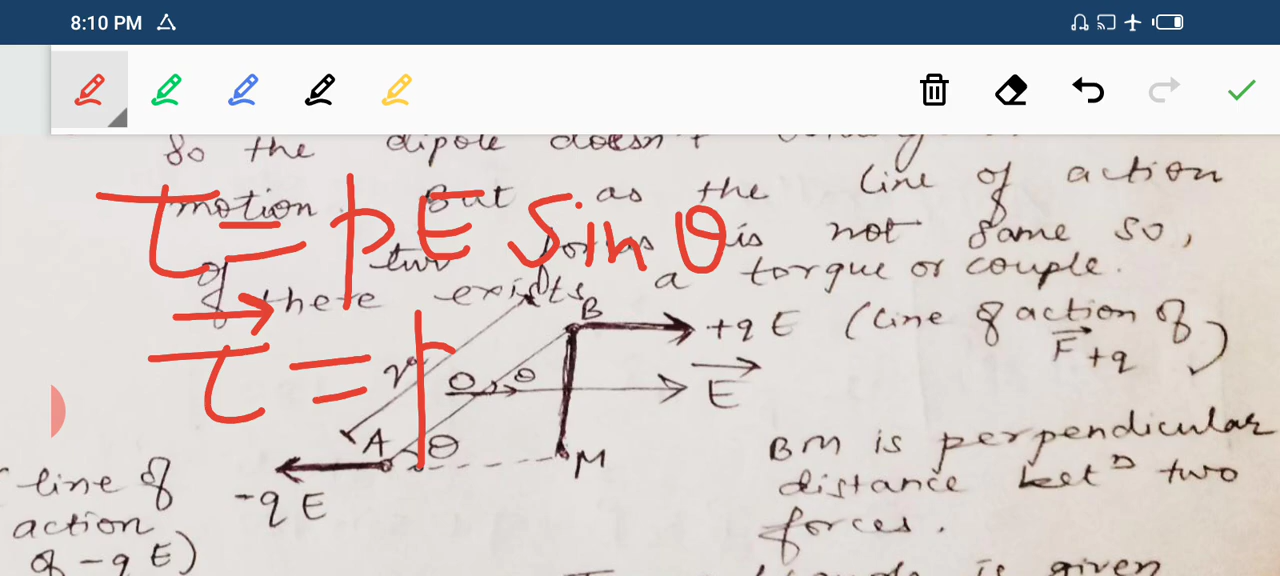 8:10 PM
So the dipole doesn't
motion. But as the line of action
of two forces is not same so,
there exists a torque or couple.
τ = p E Sin θ
τ = p
B
+qE (line of action of F+q)
r
θ θ
E
A θ
M
-qE
line of
action
of -qE)
BM is perpendicular
distance betn two
forces.
is given